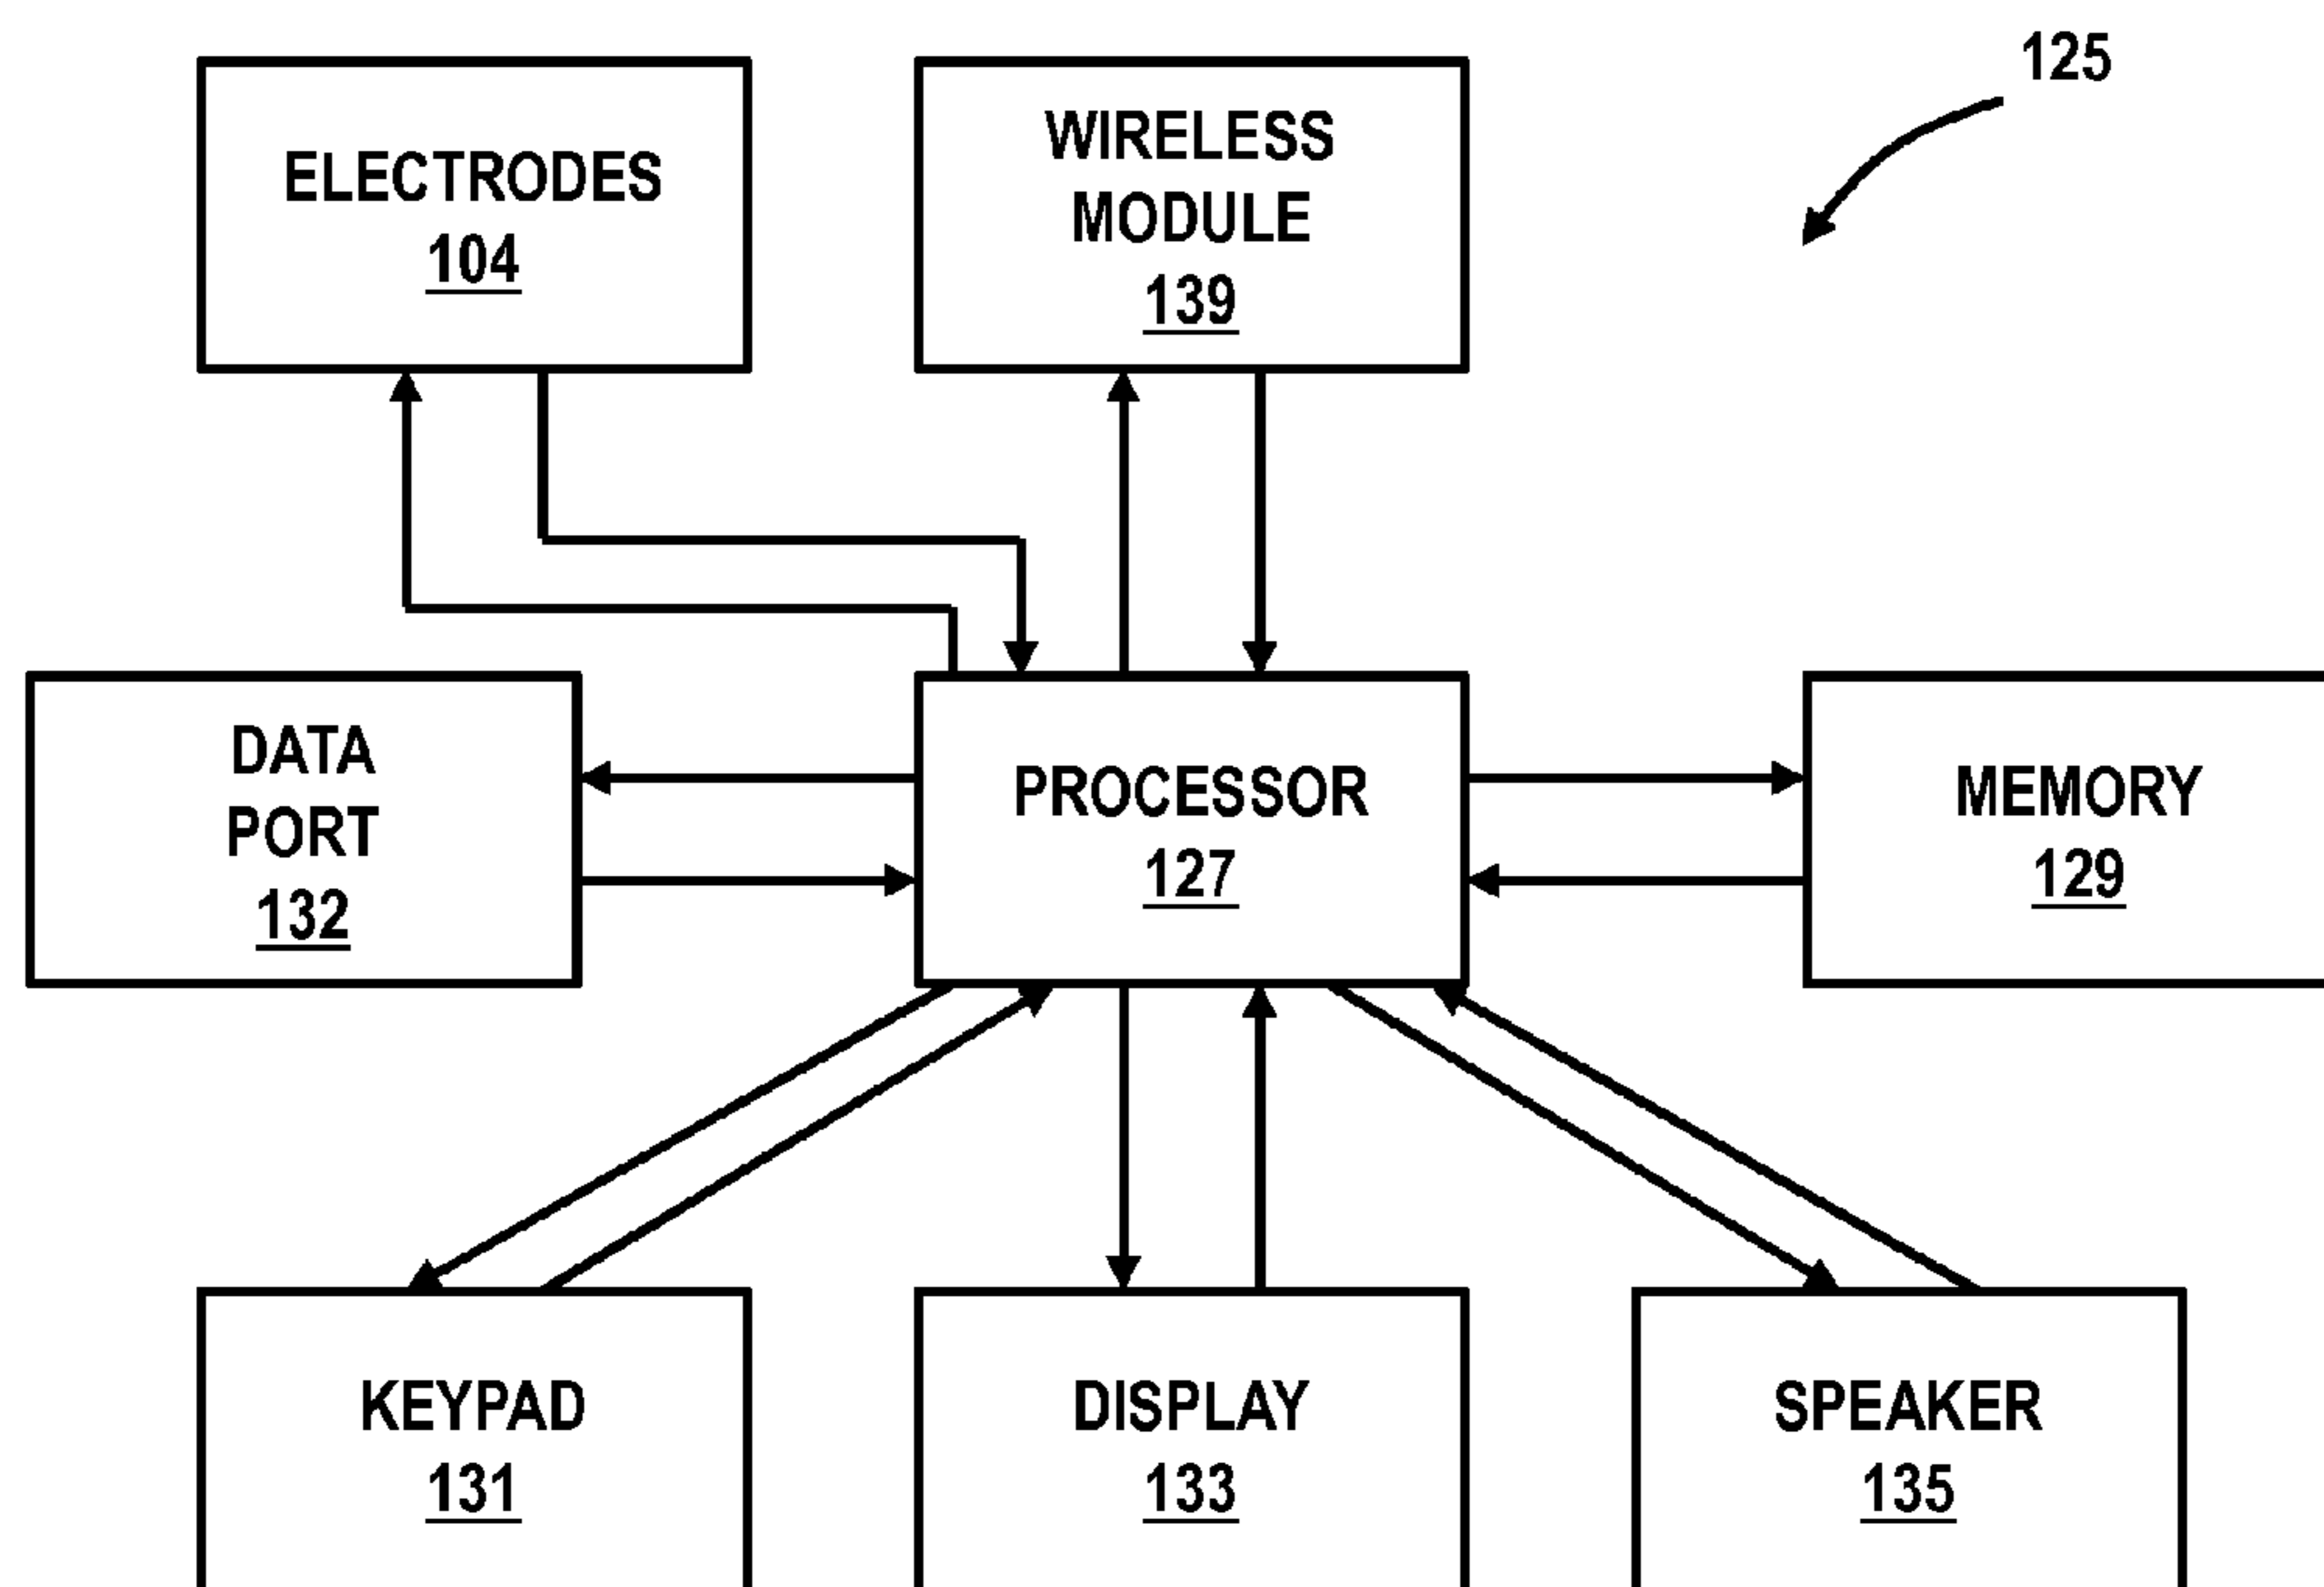 125
ELECTRODES
104
WIRELESS
MODULE
139
DATA
PORT
132
PROCESSOR
127
MEMORY
129
KEYPAD
131
DISPLAY
133
SPEAKER
135